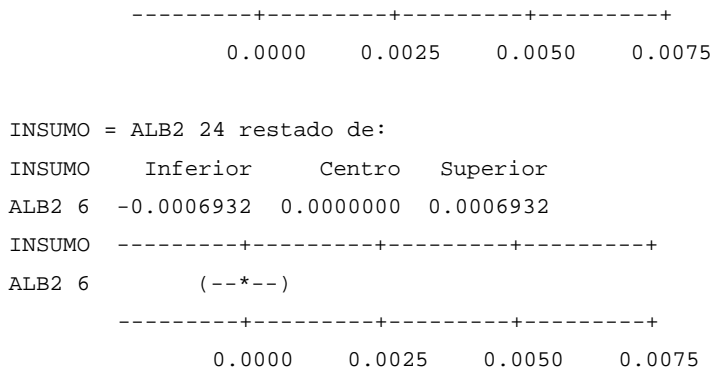 ---------+---------+---------+---------+
0.0000 0.0025 0.0050 0.0075
INSUMO = ALB2 24 restado de:
INSUMO Inferior Centro Superior
ALB2 6 -0.0006932 0.0000000 0.0006932
INSUMO ---------+---------+---------+---------+
ALB2 6 (--*--)
---------+---------+---------+---------+
0.0000 0.0025 0.0050 0.0075